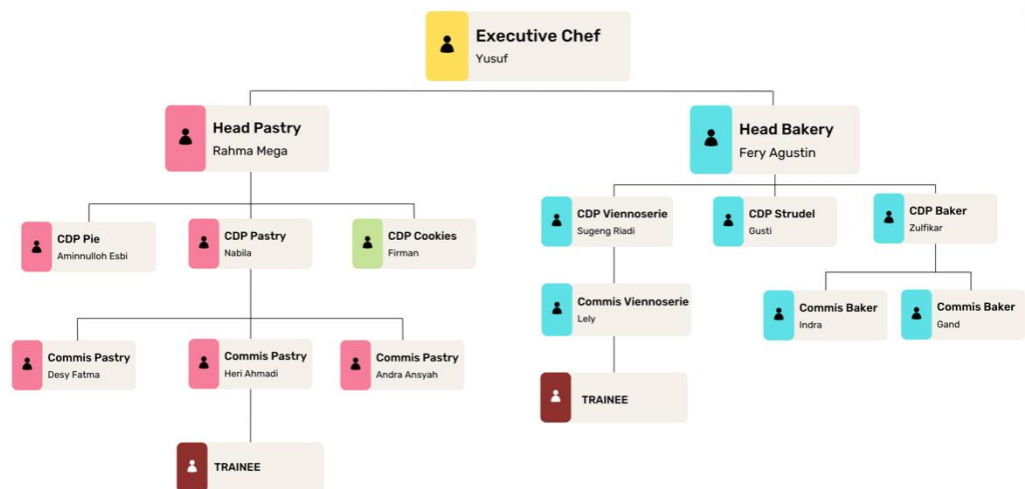 Executive Chef
Yusuf
Head Pastry
Rahma Mega
Head Bakery
Fery Agustin
CDP Pie
Aminnulloh Esbi
CDP Pastry
Nabila
CDP Cookies
Firman
CDP Viennoserie
Sugeng Riadi
CDP Strudel
Gusti
CDP Baker
Zulfikar
Commis Pastry
Desy Fatma
Commis Pastry
Heri Ahmadi
Commis Pastry
Andra Ansyah
Commis Viennoserie
Lely
Commis Baker
Indra
Commis Baker
Gand
TRAINEE
TRAINEE